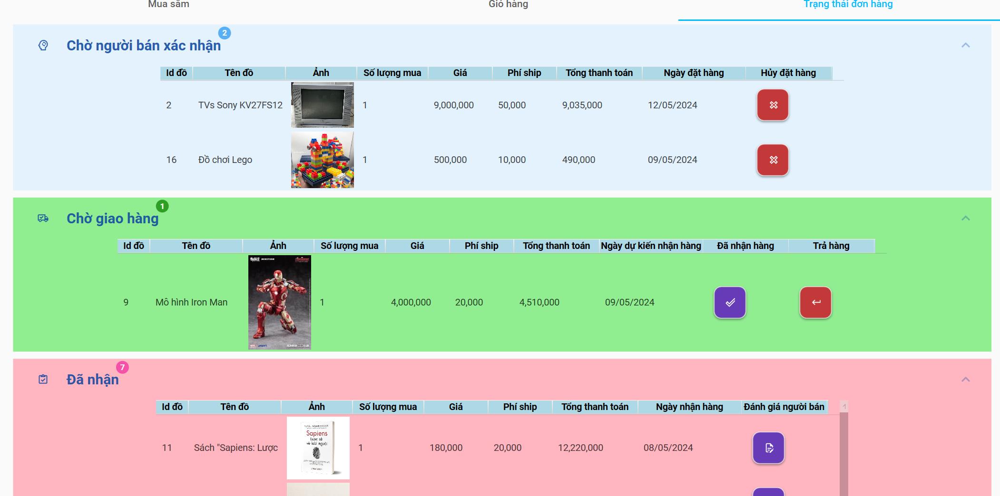 Mua sắm Giỏ hàng Trạng thái đơn hàng
Chờ người bán xác nhận 2
Id đồ Tên đồ Ảnh Số lượng mua Giá Phí ship Tổng thanh toán Ngày đặt hàng Hủy đặt hàng
2 TVs Sony KV27FS12 1 9,000,000 50,000 9,035,000 12/05/2024
16 Đồ chơi Lego 1 500,000 10,000 490,000 09/05/2024
Chờ giao hàng 1
Id đồ Tên đồ Ảnh Số lượng mua Giá Phí ship Tổng thanh toán Ngày dự kiến nhận hàng Đã nhận hàng Trả hàng
9 Mô hình Iron Man 1 4,000,000 20,000 4,510,000 09/05/2024
Đã nhận 7
Id đồ Tên đồ Ảnh Số lượng mua Giá Phí ship Tổng thanh toán Ngày nhận hàng Đánh giá người bán
YUVAL NOAH HARARI
Sapiens
Lược sử
về loài người
11 Sách "Sapiens: Lược 1 180,000 20,000 12,220,000 08/05/2024